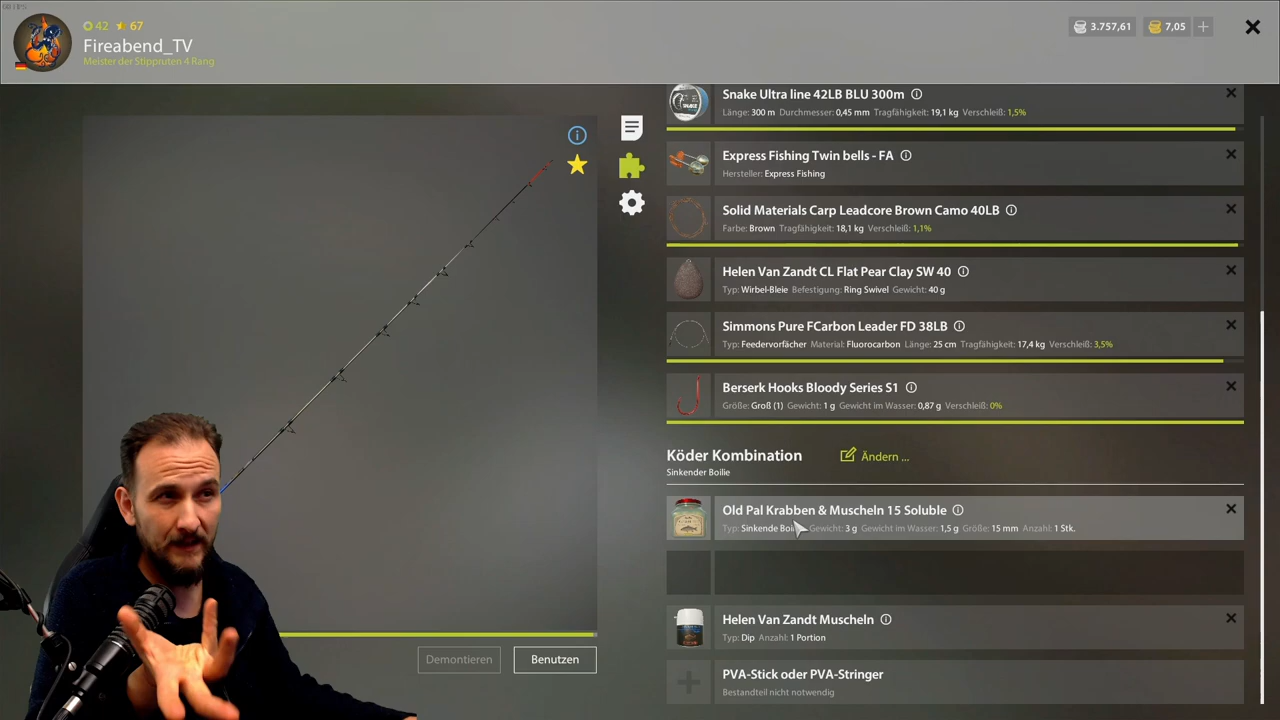 42 67
Fireabend_TV
Meister der Stippruten 4 Rang
3.757,61
7,05
Snake Ultra line 42LB BLU 300m
Länge: 300 m Durchmesser: 0,45 mm Tragfähigkeit: 19,1 kg Verschleiß: 1,5%
Express Fishing Twin bells - FA
Hersteller: Express Fishing
Solid Materials Carp Leadcore Brown Camo 40LB
Farbe: Brown Tragfähigkeit: 18,1 kg Verschleiß: 1,1%
Helen Van Zandt CL Flat Pear Clay SW 40
Typ: Wirbel-Bleie Befestigung: Ring Swivel Gewicht: 40 g
Simmons Pure FCarbon Leader FD 38LB
Typ: Feedervorfächer Material: Fluorocarbon Länge: 25 cm Tragfähigkeit: 17,4 kg Verschleiß: 3,5%
Berserk Hooks Bloody Series S1
Größe: Groß (1) Gewicht: 1 g Gewicht im Wasser: 0,87 g Verschleiß: 0%
Köder Kombination
Ändern ...
Sinkender Boilie
Old Pal Krabben & Muscheln 15 Soluble
Typ: Sinkende Gewicht: 3 g Gewicht im Wasser: 1,5 g Größe: 15 mm Anzahl: 1 Stk.
Helen Van Zandt Muscheln
Typ: Dip Anzahl: 1 Portion
PVA-Stick oder PVA-Stringer
Bestandteil nicht notwendig
Demontieren
Benutzen